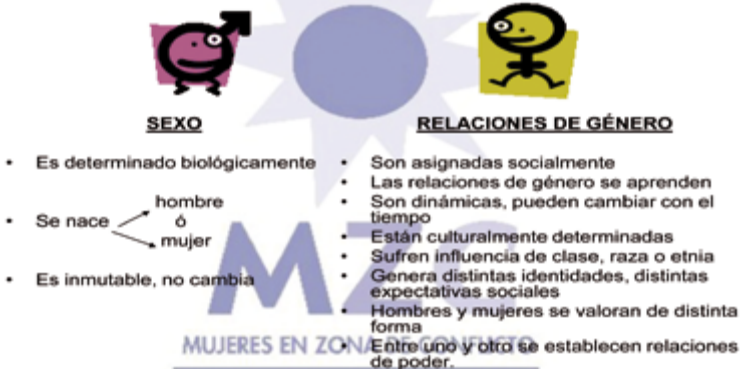 SEXO
• Es determinado biológicamente
• Se nace
hombre
ó
mujer
• Es inmutable, no cambia
RELACIONES DE GÉNERO
• Son asignadas socialmente
• Las relaciones de género se aprenden
• Son dinámicas, pueden cambiar con el
tiempo
• Están culturalmente determinadas
• Sufren influencia de clase, raza o etnia
• Genera distintas identidades, distintas
expectativas sociales
• Hombres y mujeres se valoran de distinta
forma
• Entre uno y otro se establecen relaciones
de poder.
MZC
MUJERES EN ZONA DE CONFLICTO